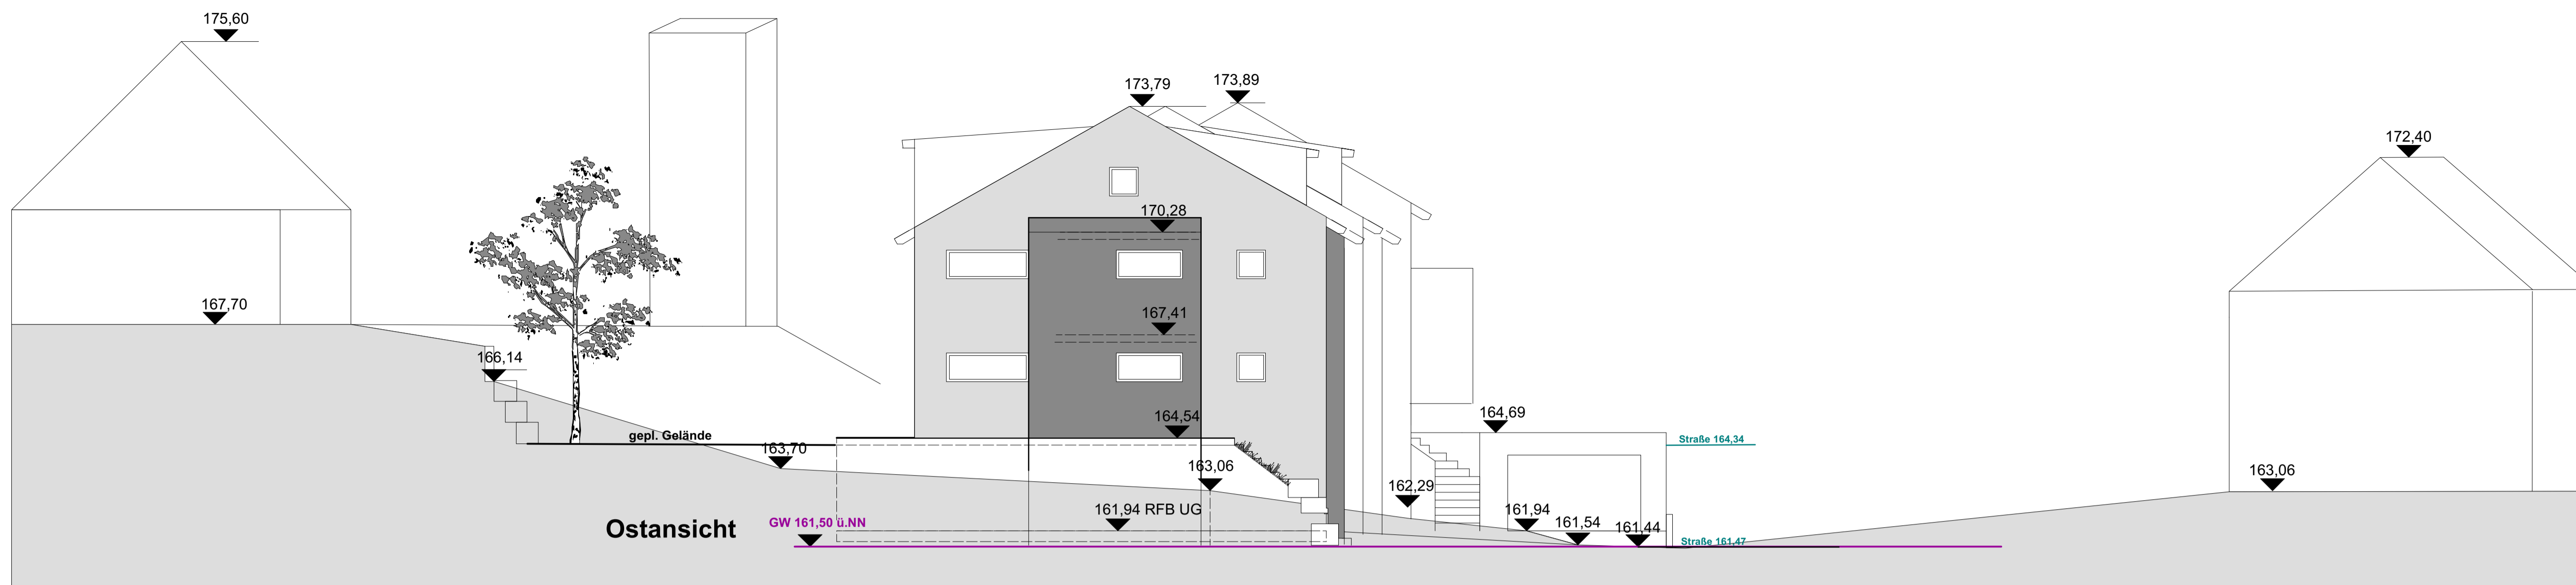 175,60
173,79
173,89
172,40
170,28
167,70
167,41
166,14
164,54
164,69
gepl. Gelände
Straße 164,34
163,70
163,06
163,06
162,29
161,94 RFB UG
161,94
Ostansicht
GW 161,50 ü.NN
161,54
161,44
Straße 161,47